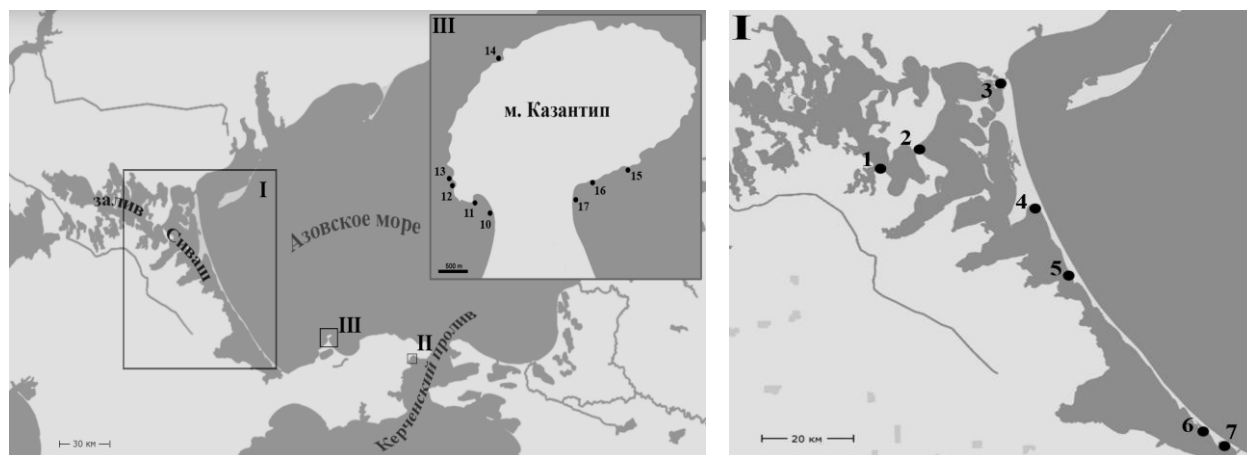 III
14
м. Казантип
13
12
11
10
15
16
17
500 m
I
залив
Сиваш
Азовское море
III
II
Керченский пролив
30 км
I
3
2
1
4
5
6
7
20 км